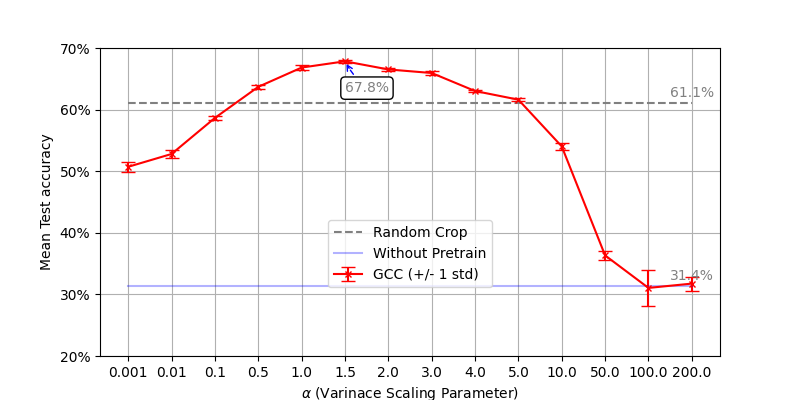 70%
60%
50%
40%
30%
20%
Mean Test accuracy
67.8%
61.1%
31.4%
Random Crop
Without Pretrain
GCC (+/- 1 std)
0.001 0.01 0.1 0.5 1.0 1.5 2.0 3.0 4.0 5.0 10.0 50.0 100.0 200.0
α (Varinace Scaling Parameter)